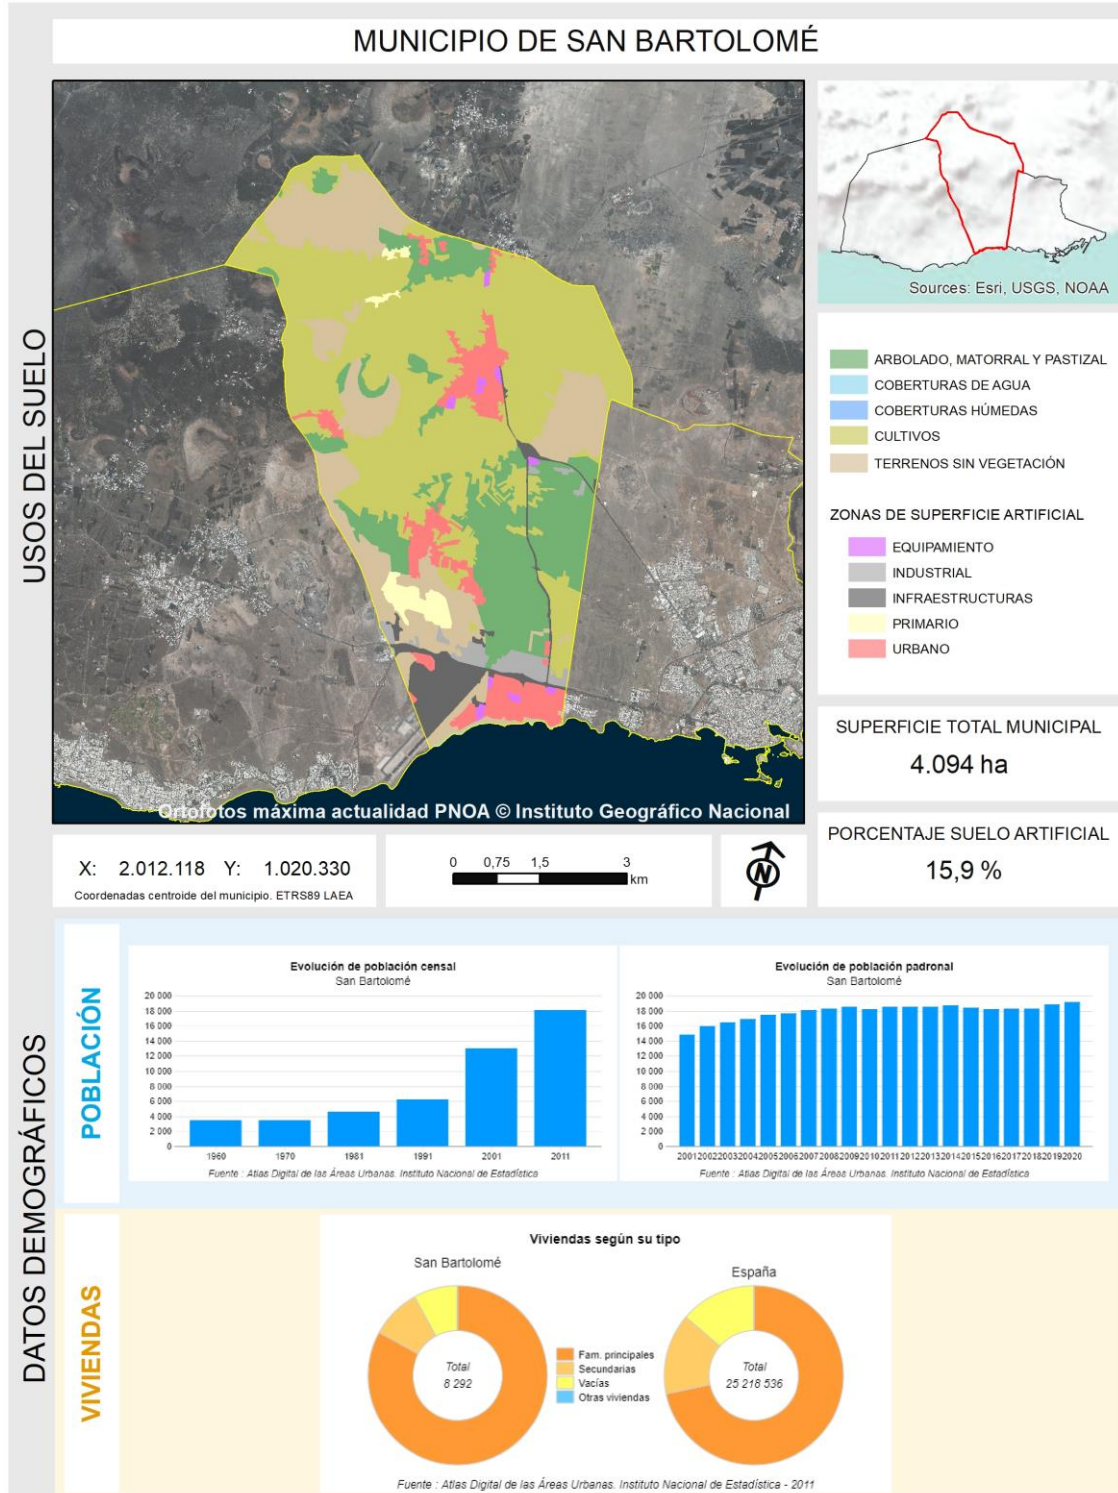 MUNICIPIO DE SAN BARTOLOMÉ
USOS DEL SUELO
Ortofotos máxima actualidad PNOA © Instituto Geográfico Nacional
Sources: Esri, USGS, NOAA
ARBOLADO, MATORRAL Y PASTIZAL
COBERTURAS DE AGUA
COBERTURAS HÚMEDAS
CULTIVOS
TERRENOS SIN VEGETACIÓN
ZONAS DE SUPERFICIE ARTIFICIAL
EQUIPAMIENTO
INDUSTRIAL
INFRAESTRUCTURAS
PRIMARIO
URBANO
SUPERFICIE TOTAL MUNICIPAL
4.094 ha
PORCENTAJE SUELO ARTIFICIAL
15,9 %
X: 2.012.118 Y: 1.020.330
Coordenadas centroide del municipio. ETRS89 LAEA
0 0,75 1,5 3
km
N
DATOS DEMOGRÁFICOS
POBLACIÓN
Evolución de población censal
San Bartolomé
20 000
18 000
16 000
14 000
12 000
10 000
8 000
6 000
4 000
2 000
0
1960 1970 1981 1991 2001 2011
Fuente : Atlas Digital de las Áreas Urbanas. Instituto Nacional de Estadística
Evolución de población padronal
San Bartolomé
20 000
18 000
16 000
14 000
12 000
10 000
8 000
6 000
4 000
2 000
0
2001 2002 2003 2004 2005 2006 2007 2008 2009 2010 2011 2012 2013 2014 2015 2016 2017 2018 2019 2020
Fuente : Atlas Digital de las Áreas Urbanas. Instituto Nacional de Estadística
VIVIENDAS
Viviendas según su tipo
San Bartolomé
España
Total
8 292
Fam. principales
Secundarias
Vacías
Otras viviendas
Total
25 218 536
Fuente : Atlas Digital de las Áreas Urbanas. Instituto Nacional de Estadística - 2011